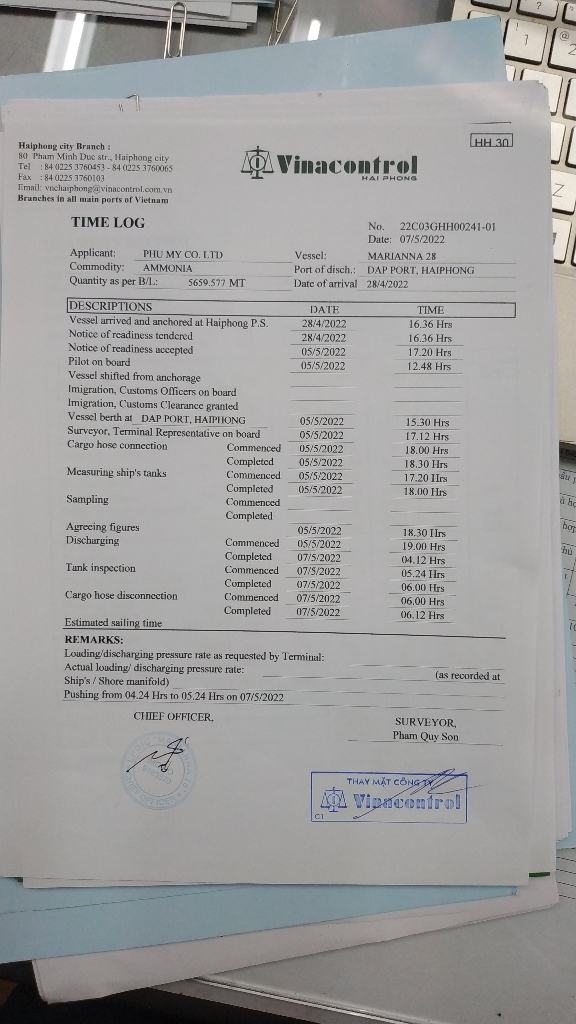 Haiphong city Branch :
80 Pham Minh Duc str., Haiphong city
Tel : 84 0225 3760453 - 84 0225 3760065
Fax : 84 0225 3760103
Email: vnchaiphong@vinacontrol.com.vn
Branches in all main ports of Vietnam
HH 30
Vinacontrol
HAI PHONG
TIME LOG
No. 22C03GHH00241-01
Date: 07/5/2022
Applicant: PHU MY CO. LTD Vessel: MARIANNA 28
Commodity: AMMONIA Port of disch.: DAP PORT, HAIPHONG
Quantity as per B/L: 5659.577 MT Date of arrival 28/4/2022
DESCRIPTIONS DATE TIME
Vessel arrived and anchored at Haiphong P.S. 28/4/2022 16.36 Hrs
Notice of readiness tendered 28/4/2022 16.36 Hrs
Notice of readiness accepted 05/5/2022 17.20 Hrs
Pilot on board 05/5/2022 12.48 Hrs
Vessel shifted from anchorage
Imigration, Customs Officers on board
Imigration, Customs Clearance granted
Vessel berth at DAP PORT, HAIPHONG 05/5/2022 15.30 Hrs
Surveyor, Terminal Representative on board 05/5/2022 17.12 Hrs
Cargo hose connection Commenced 05/5/2022 18.00 Hrs
Completed 05/5/2022 18.30 Hrs
Measuring ship's tanks Commenced 05/5/2022 17.20 Hrs
Completed 05/5/2022 18.00 Hrs
Sampling Commenced
Completed
Agreeing figures 05/5/2022 18.30 Hrs
Discharging Commenced 05/5/2022 19.00 Hrs
Completed 07/5/2022 04.12 Hrs
Tank inspection Commenced 07/5/2022 05.24 Hrs
Completed 07/5/2022 06.00 Hrs
Cargo hose disconnection Commenced 07/5/2022 06.00 Hrs
Completed 07/5/2022 06.12 Hrs
Estimated sailing time
REMARKS:
Loading/discharging pressure rate as requested by Terminal:
Actual loading/ discharging pressure rate: (as recorded at
Ship's / Shore manifold)
Pushing from 04.24 Hrs to 05.24 Hrs on 07/5/2022
CHIEF OFFICER, SURVEYOR,
Pham Quy Son
THAY MẶT CÔNG TY
Vinacontrol
C1